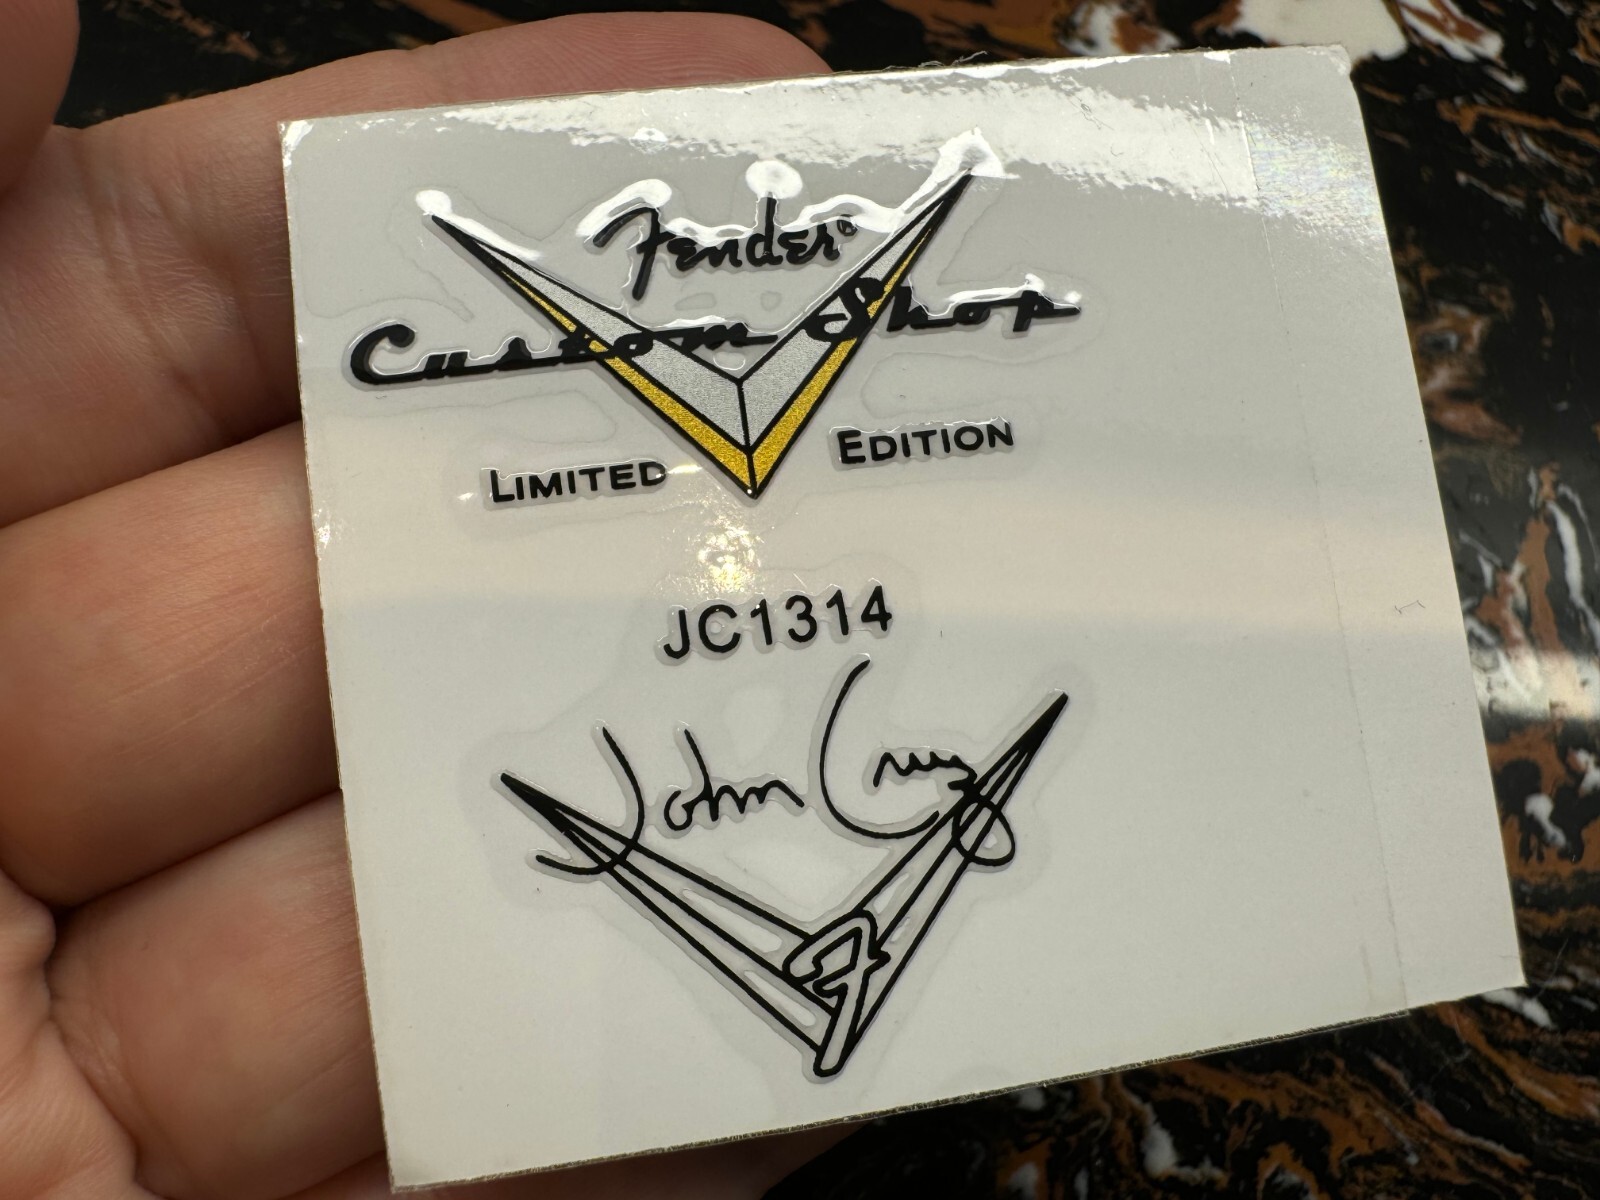 Fender®
Custom Shop
LIMITED EDITION
JC1314
John Cruz
F